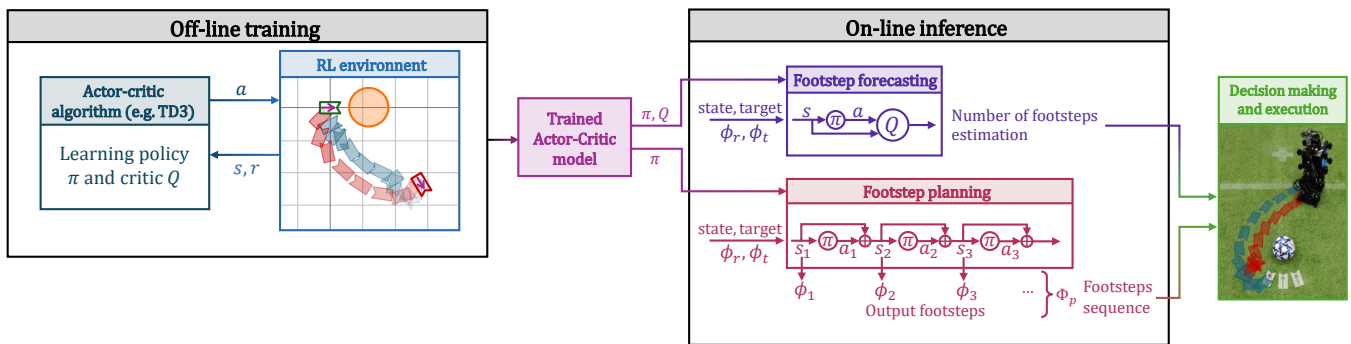 Off-line training
RL environment
Actor-critic
algorithm (e.g. TD3)
Learning policy
π and critic Q
a
s, r
Trained
Actor-Critic
model
π, Q
π
On-line inference
Footstep forecasting
state, target
ϕr, ϕt
s π a Q
Number of footsteps
estimation
Footstep planning
state, target
ϕr, ϕt
s1 π a1 s2 π a2 s3 π a3
ϕ1 ϕ2 ϕ3 ...
Output footsteps
Φp
Footsteps
sequence
Decision making
and execution